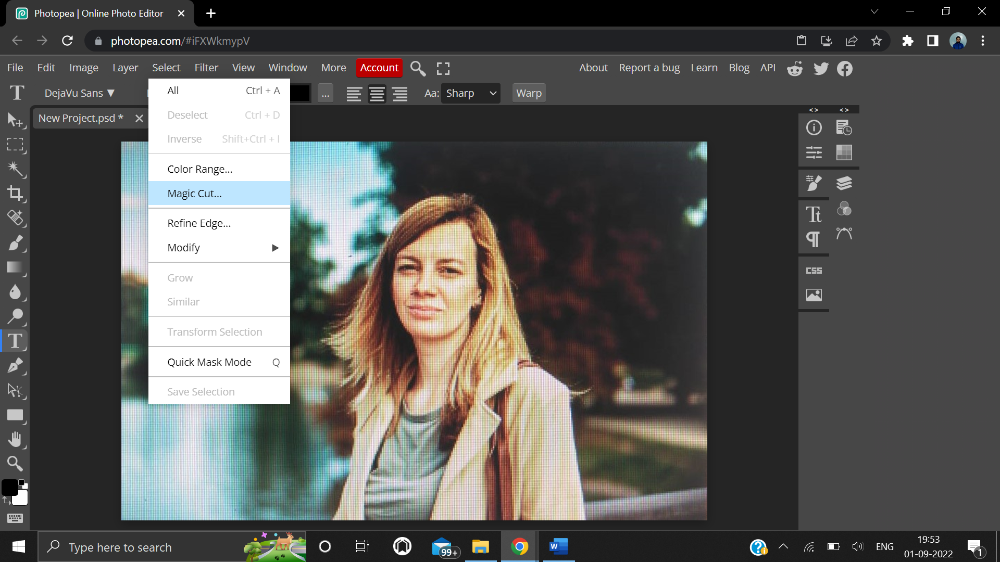 Photopea | Online Photo Editor
photopea.com/#iFXWkmypV
File Edit Image Layer Select Filter View Window More Account About Report a bug Learn Blog API
T DejaVu Sans ▼ ... Aa: Sharp Warp
New Project.psd *
All Ctrl + A
Deselect Ctrl + D
Inverse Shift+Ctrl + I
Color Range...
Magic Cut...
Refine Edge...
Modify
Grow
Similar
Transform Selection
Quick Mask Mode Q
Save Selection
< > < >
Tt
¶
CSS
T
Type here to search
99+
W
ENG
19:53
01-09-2022
1